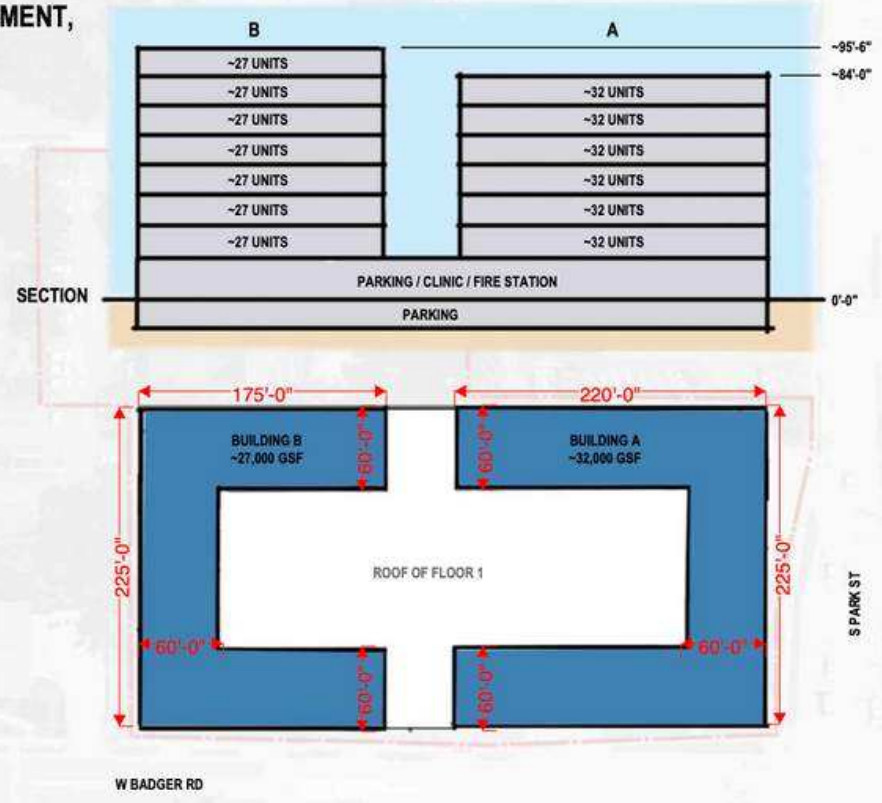 MENT,
B
A
~95'-6"
~84'-0"
~27 UNITS
~27 UNITS
~32 UNITS
~27 UNITS
~32 UNITS
~27 UNITS
~32 UNITS
~27 UNITS
~32 UNITS
~27 UNITS
~32 UNITS
~27 UNITS
~32 UNITS
PARKING / CLINIC / FIRE STATION
SECTION
0'-0"
PARKING
175'-0"
220'-0"
BUILDING B
~27,000 GSF
60'-0"
60'-0"
BUILDING A
~32,000 GSF
225'-0"
ROOF OF FLOOR 1
225'-0"
S PARK ST
60'-0"
60'-0"
60'-0"
60'-0"
W BADGER RD